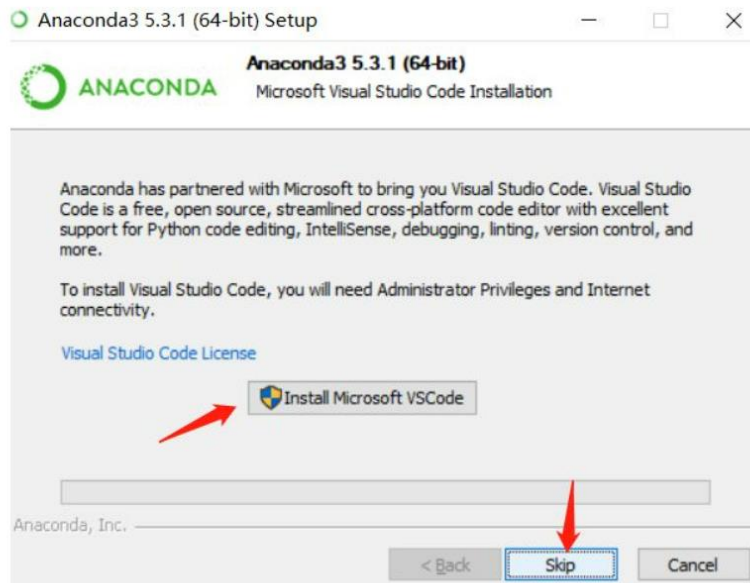 Anaconda3 5.3.1 (64-bit) Setup
ANACONDA
Anaconda3 5.3.1 (64-bit)
Microsoft Visual Studio Code Installation
Anaconda has partnered with Microsoft to bring you Visual Studio Code. Visual Studio
Code is a free, open source, streamlined cross-platform code editor with excellent
support for Python code editing, IntelliSense, debugging, linting, version control, and
more.
To install Visual Studio Code, you will need Administrator Privileges and Internet
connectivity.
Visual Studio Code License
Install Microsoft VSCode
Anaconda, Inc.
< Back
Skip
Cancel